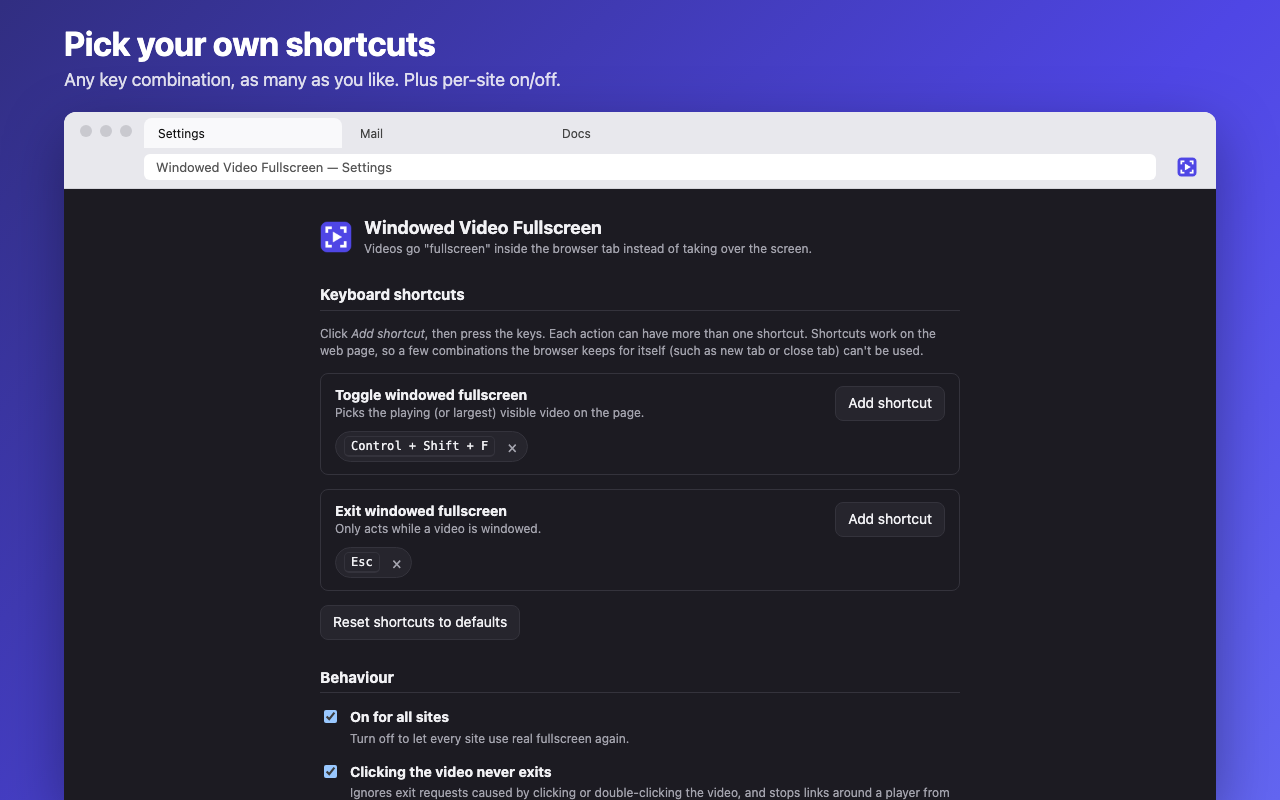 Pick your own shortcuts
Any key combination, as many as you like. Plus per-site on/off.
Settings
Mail
Docs
Windowed Video Fullscreen — Settings
Windowed Video Fullscreen
Videos go "fullscreen" inside the browser tab instead of taking over the screen.
Keyboard shortcuts
Click Add shortcut, then press the keys. Each action can have more than one shortcut. Shortcuts work on the
web page, so a few combinations the browser keeps for itself (such as new tab or close tab) can't be used.
Toggle windowed fullscreen
Picks the playing (or largest) visible video on the page.
Add shortcut
Control + Shift + F ×
Exit windowed fullscreen
Only acts while a video is windowed.
Add shortcut
Esc ×
Reset shortcuts to defaults
Behaviour
On for all sites
Turn off to let every site use real fullscreen again.
Clicking the video never exits
Ignores exit requests caused by clicking or double-clicking the video, and stops links around a player from